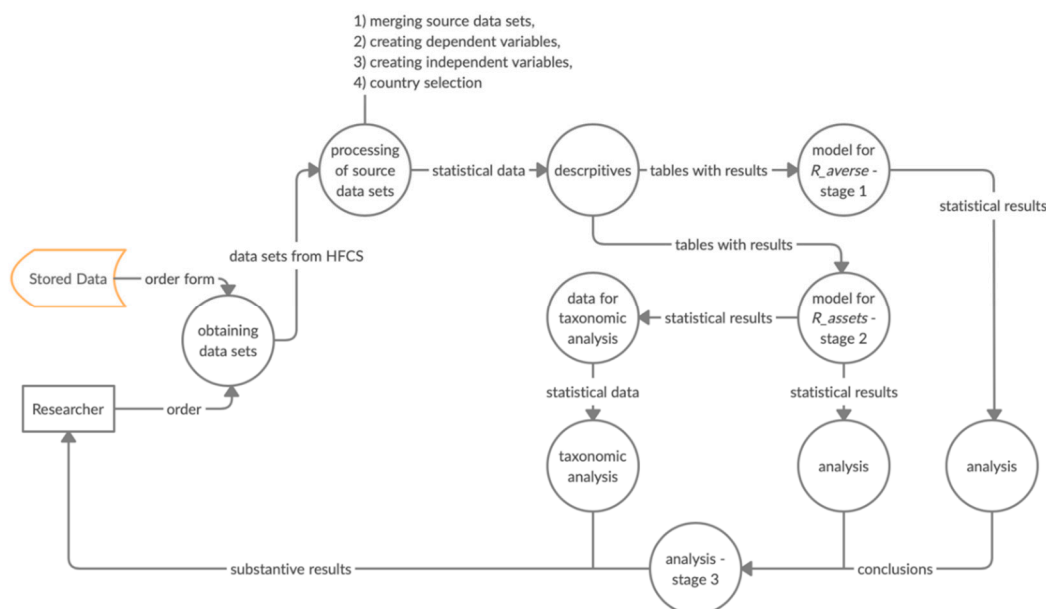 1) merging source data sets,
2) creating dependent variables,
3) creating independent variables,
4) country selection
processing
of source
data sets
statistical data
descrpitives
tables with results
model for
R_averse -
stage 1
statistical results
data sets from HFCS
tables with results
Stored Data
order form
obtaining
data sets
data for
taxonomic
analysis
statistical results
model for
R_assets -
stage 2
Researcher
order
statistical data
statistical results
taxonomic
analysis
analysis
analysis
substantive results
analysis -
stage 3
conclusions